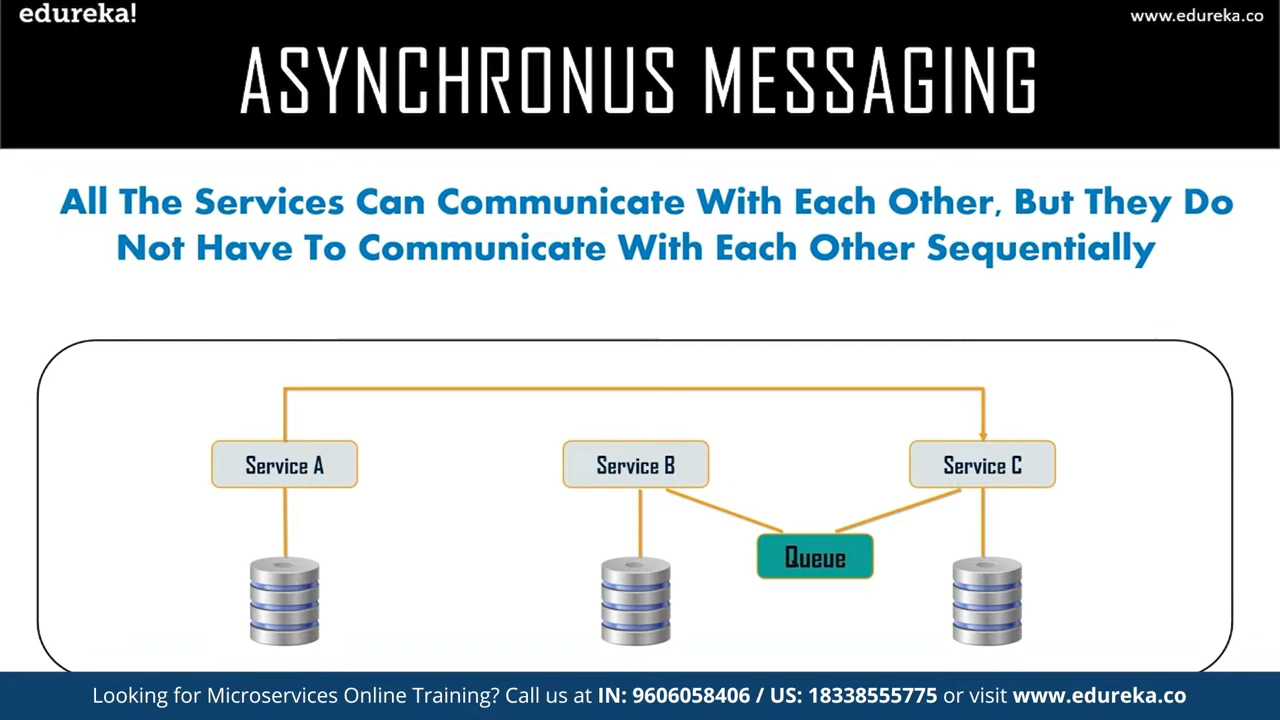 edureka!
www.edureka.co
ASYNCHRONUS MESSAGING
All The Services Can Communicate With Each Other, But They Do
Not Have To Communicate With Each Other Sequentially
Service A
Service B
Service C
Queue
Looking for Microservices Online Training? Call us at IN: 9606058406 / US: 18338555775 or visit www.edureka.co